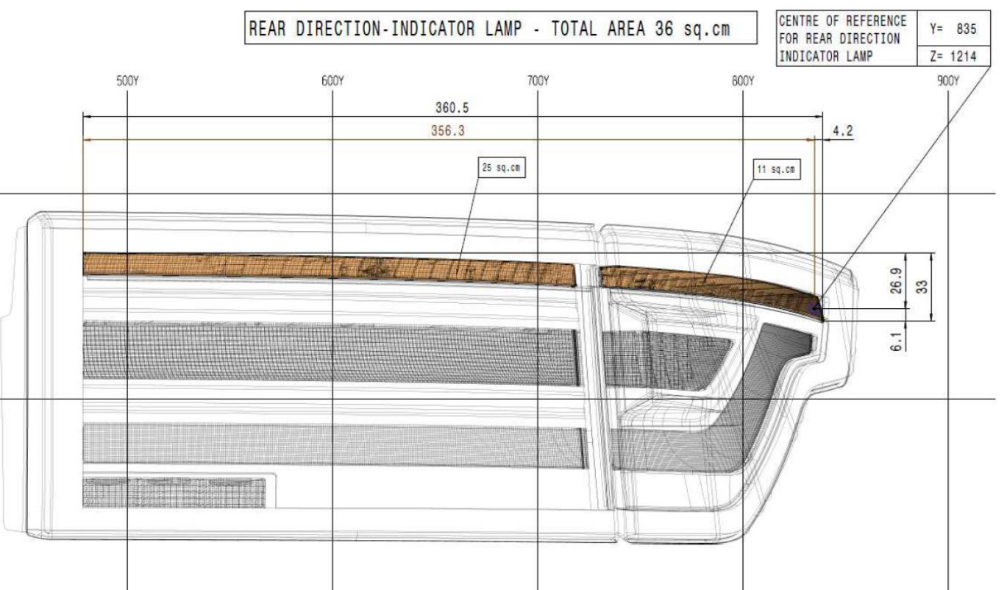 REAR DIRECTION-INDICATOR LAMP - TOTAL AREA 36 sq.cm
CENTRE OF REFERENCE
FOR REAR DIRECTION
INDICATOR LAMP
Y= 835
Z= 1214
500Y
600Y
700Y
800Y
900Y
360.5
356.3
4.2
25 sq.cm
11 sq.cm
26.9
33
6.1